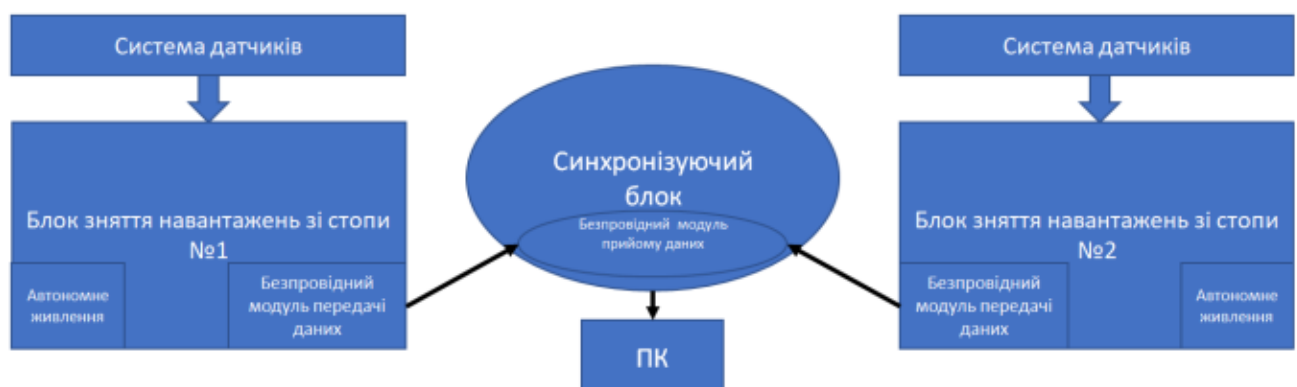 Система датчиків
Блок зняття навантажень зі стопи
№1
Автономне
живлення
Безпровідний
модуль передачі
даних
Синхронізуючий
блок
Безпровідний модуль
прийому даних
ПК
Система датчиків
Блок зняття навантажень зі стопи
№2
Безпровідний
модуль передачі
даних
Автономне
живлення